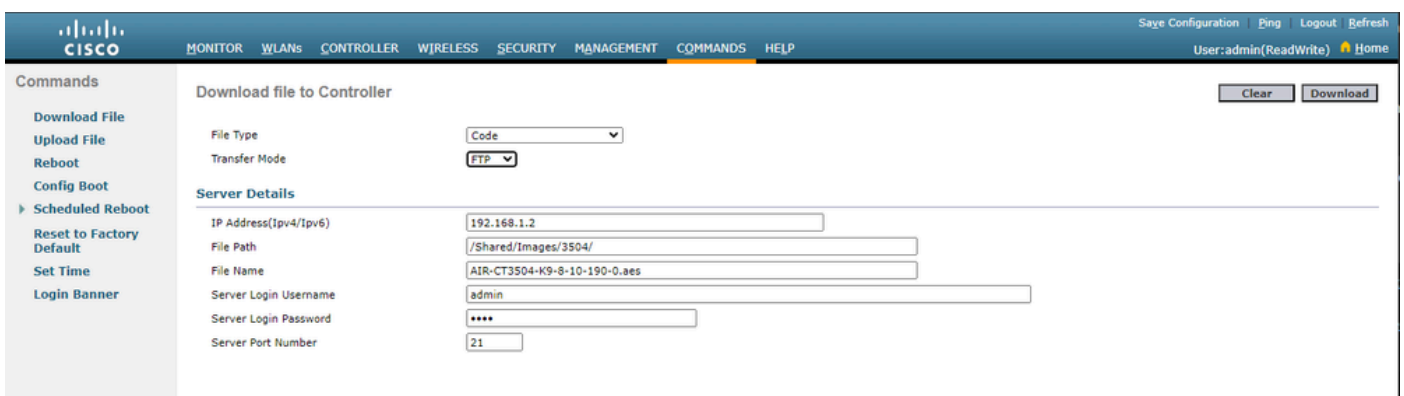 Save Configuration Ping Logout Refresh
CISCO MONITOR WLANs CONTROLLER WIRELESS SECURITY MANAGEMENT COMMANDS HELP User:admin(ReadWrite) Home
Commands
Download File
Upload File
Reboot
Config Boot
Scheduled Reboot
Reset to Factory
Default
Set Time
Login Banner
Download file to Controller Clear Download
File Type Code
Transfer Mode FTP
Server Details
IP Address(Ipv4/Ipv6) 192.168.1.2
File Path /Shared/Images/3504/
File Name AIR-CT3504-K9-8-10-190-0.aes
Server Login Username admin
Server Login Password ••••
Server Port Number 21